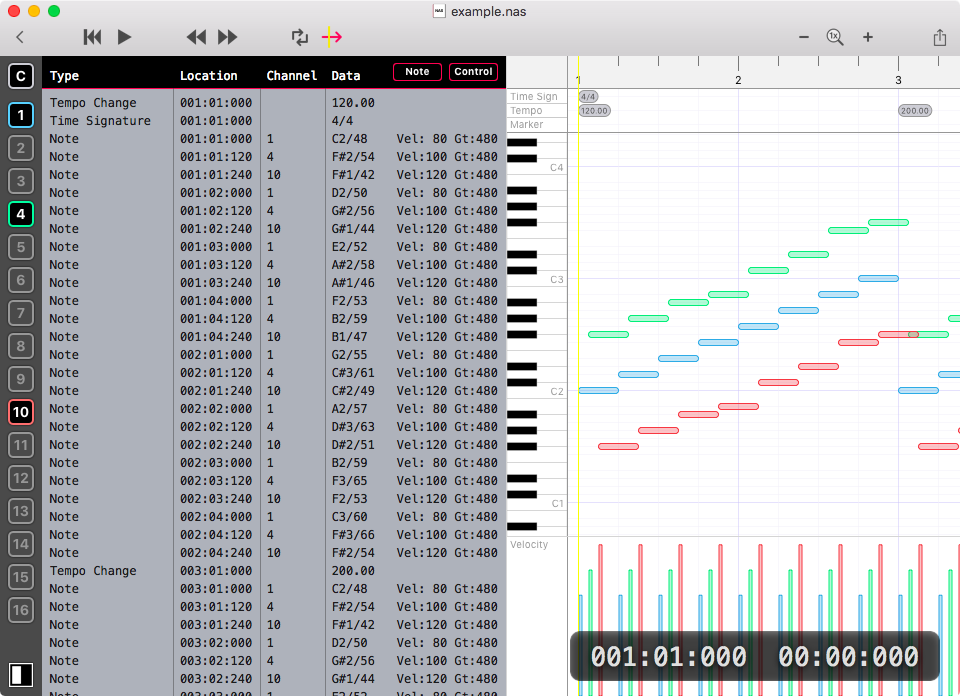 NAS example.nas
1x
C
1
2
3
4
5
6
7
8
9
10
11
12
13
14
15
16
Type Location Channel Data Note Control
Tempo Change 001:01:000 120.00
Time Signature 001:01:000 4/4
Note 001:01:000 1 C2/48 Vel: 80 Gt:480
Note 001:01:120 4 F#2/54 Vel:100 Gt:480
Note 001:01:240 10 F#1/42 Vel:120 Gt:480
Note 001:02:000 1 D2/50 Vel: 80 Gt:480
Note 001:02:120 4 G#2/56 Vel:100 Gt:480
Note 001:02:240 10 G#1/44 Vel:120 Gt:480
Note 001:03:000 1 E2/52 Vel: 80 Gt:480
Note 001:03:120 4 A#2/58 Vel:100 Gt:480
Note 001:03:240 10 A#1/46 Vel:120 Gt:480
Note 001:04:000 1 F2/53 Vel: 80 Gt:480
Note 001:04:120 4 B2/59 Vel:100 Gt:480
Note 001:04:240 10 B1/47 Vel:120 Gt:480
Note 002:01:000 1 G2/55 Vel: 80 Gt:480
Note 002:01:120 4 C#3/61 Vel:100 Gt:480
Note 002:01:240 10 C#2/49 Vel:120 Gt:480
Note 002:02:000 1 A2/57 Vel: 80 Gt:480
Note 002:02:120 4 D#3/63 Vel:100 Gt:480
Note 002:02:240 10 D#2/51 Vel:120 Gt:480
Note 002:03:000 1 B2/59 Vel: 80 Gt:480
Note 002:03:120 4 F3/65 Vel:100 Gt:480
Note 002:03:240 10 F2/53 Vel:120 Gt:480
Note 002:04:000 1 C3/60 Vel: 80 Gt:480
Note 002:04:120 4 F#3/66 Vel:100 Gt:480
Note 002:04:240 10 F#2/54 Vel:120 Gt:480
Tempo Change 003:01:000 200.00
Note 003:01:000 1 C2/48 Vel: 80 Gt:480
Note 003:01:120 4 F#2/54 Vel:100 Gt:480
Note 003:01:240 10 F#1/42 Vel:120 Gt:480
Note 003:02:000 1 D2/50 Vel: 80 Gt:480
Note 003:02:120 4 G#2/56 Vel:100 Gt:480
Note 003:02:240 10 G#1/44 Vel:120 Gt:480
Note 003:03:000 1 E2/52 Vel: 80 Gt:480
1 2 3
Time Sign 4/4
Tempo 120.00 200.00
Marker
C4
C3
C2
C1
Velocity
001:01:000 00:00:000